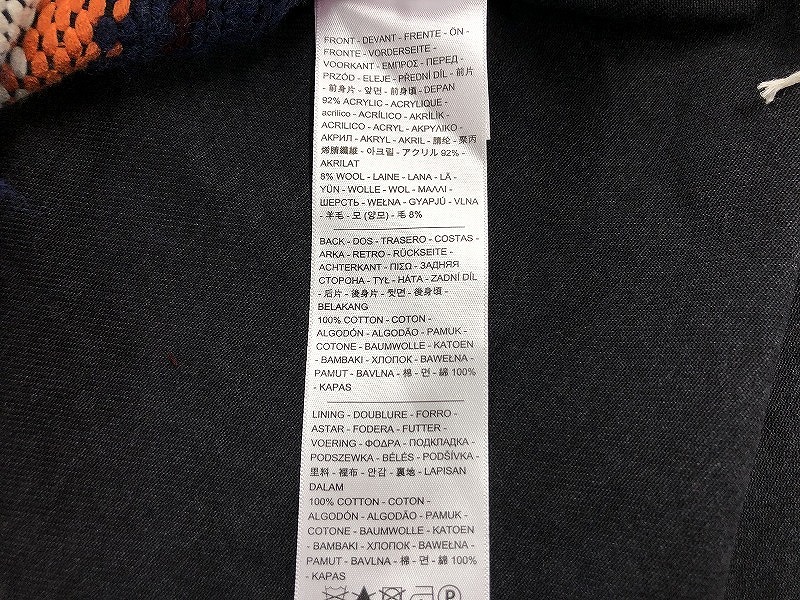 FRONT - DEVANT - FRENTE - ÖN -
FRONTE - VORDERSEITE -
VOORKANT - ΕΜΠΡΟΣ - ПЕРЕД -
PRZÓD - ELEJE - PŘEDNÍ DÍL - 前片
- 前身片 - 앞면 - 前身頃 - DEPAN
92% ACRYLIC - ACRYLIQUE -
acrilico - ACRÍLICO - AKRİLİK -
ACRILICO - ACRYL - ΑΚΡΥΛΙΚΟ -
АКРИЛ - AKRYL - AKRIL - 腈纶 - 聚丙
烯腈纖維 - 아크릴 - アクリル 92% -
AKRILAT
8% WOOL - LAINE - LANA - LÃ -
YÜN - WOLLE - WOL - ΜΑΛΛΙ -
ШЕРСТЬ - WEŁNA - GYAPJÚ - VLNA
- 羊毛 - 모 (양모) - 毛 8%
BACK - DOS - TRASERO - COSTAS -
ARKA - RETRO - RÜCKSEITE -
ACHTERKANT - ΠΙΣΩ - ЗАДНЯЯ
СТОРОНА - TYŁ - HÁTA - ZADNÍ DÍL
- 后片 - 後身片 - 뒷면 - 後身頃 -
BELAKANG
100% COTTON - COTON -
ALGODÓN - ALGODÃO - PAMUK -
COTONE - BAUMWOLLE - KATOEN
- ΒΑΜΒΑΚΙ - ХЛОПОК - BAWEŁNA -
PAMUT - BAVLNA - 棉 - 면 - 綿 100%
- KAPAS
LINING - DOUBLURE - FORRO -
ASTAR - FODERA - FUTTER -
VOERING - ΦΟΔΡΑ - ПОДКЛАДКА -
PODSZEWKA - BÉLÉS - PODŠÍVKA -
里料 - 裡布 - 안감 - 裏地 - LAPISAN
DALAM
100% COTTON - COTON -
ALGODÓN - ALGODÃO - PAMUK -
COTONE - BAUMWOLLE - KATOEN
- ΒΑΜΒΑΚΙ - ХЛОПОК - BAWEŁNA -
PAMUT - BAVLNA - 棉 - 면 - 綿 100%
- KAPAS
P